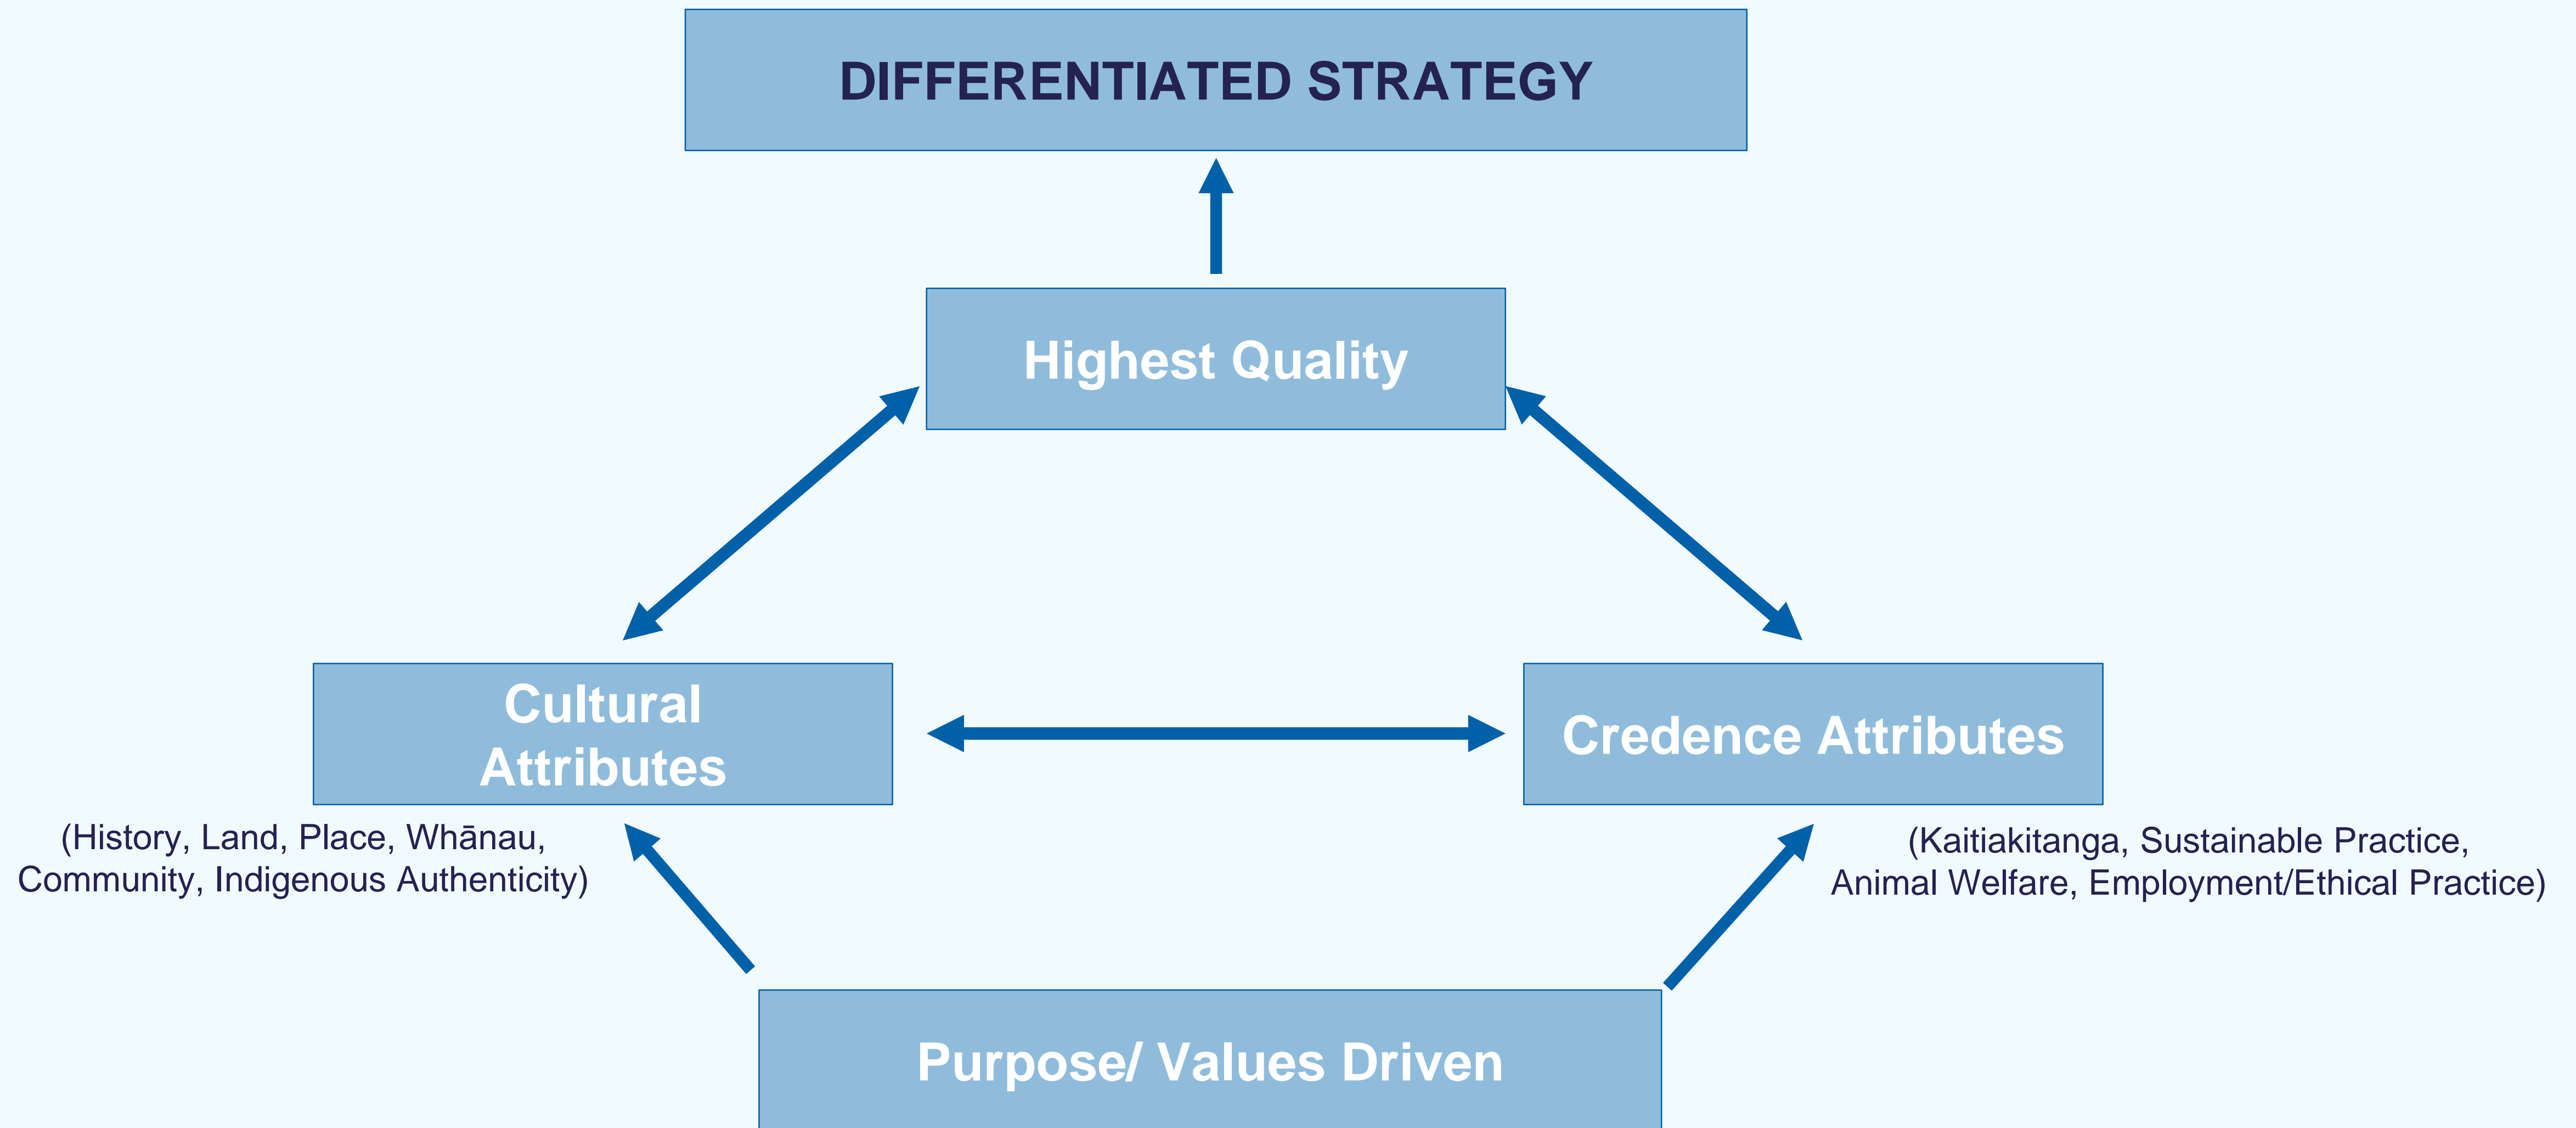 DIFFERENTIATED STRATEGY
Highest Quality
Cultural
Attributes
Credence Attributes
(History, Land, Place, Whānau,
Community, Indigenous Authenticity)
(Kaitiakitanga, Sustainable Practice,
Animal Welfare, Employment/Ethical Practice)
Purpose/ Values Driven